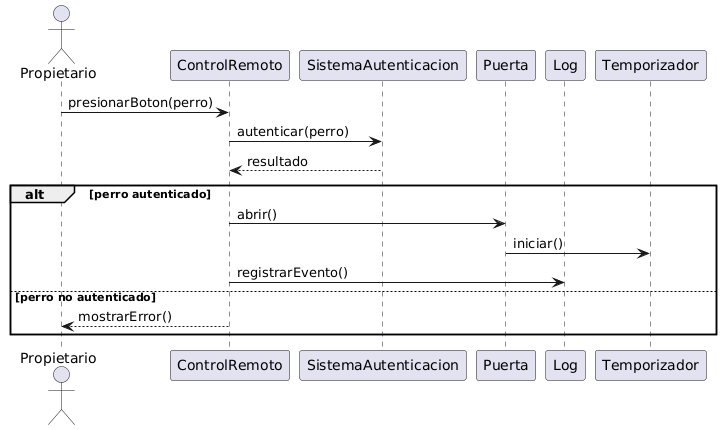 Propietario
ControlRemoto
SistemaAutenticacion
Puerta
Log
Temporizador
presionarBoton(perro)
autenticar(perro)
resultado
alt
[perro autenticado]
abrir()
iniciar()
registrarEvento()
[perro no autenticado]
mostrarError()
Propietario
ControlRemoto
SistemaAutenticacion
Puerta
Log
Temporizador